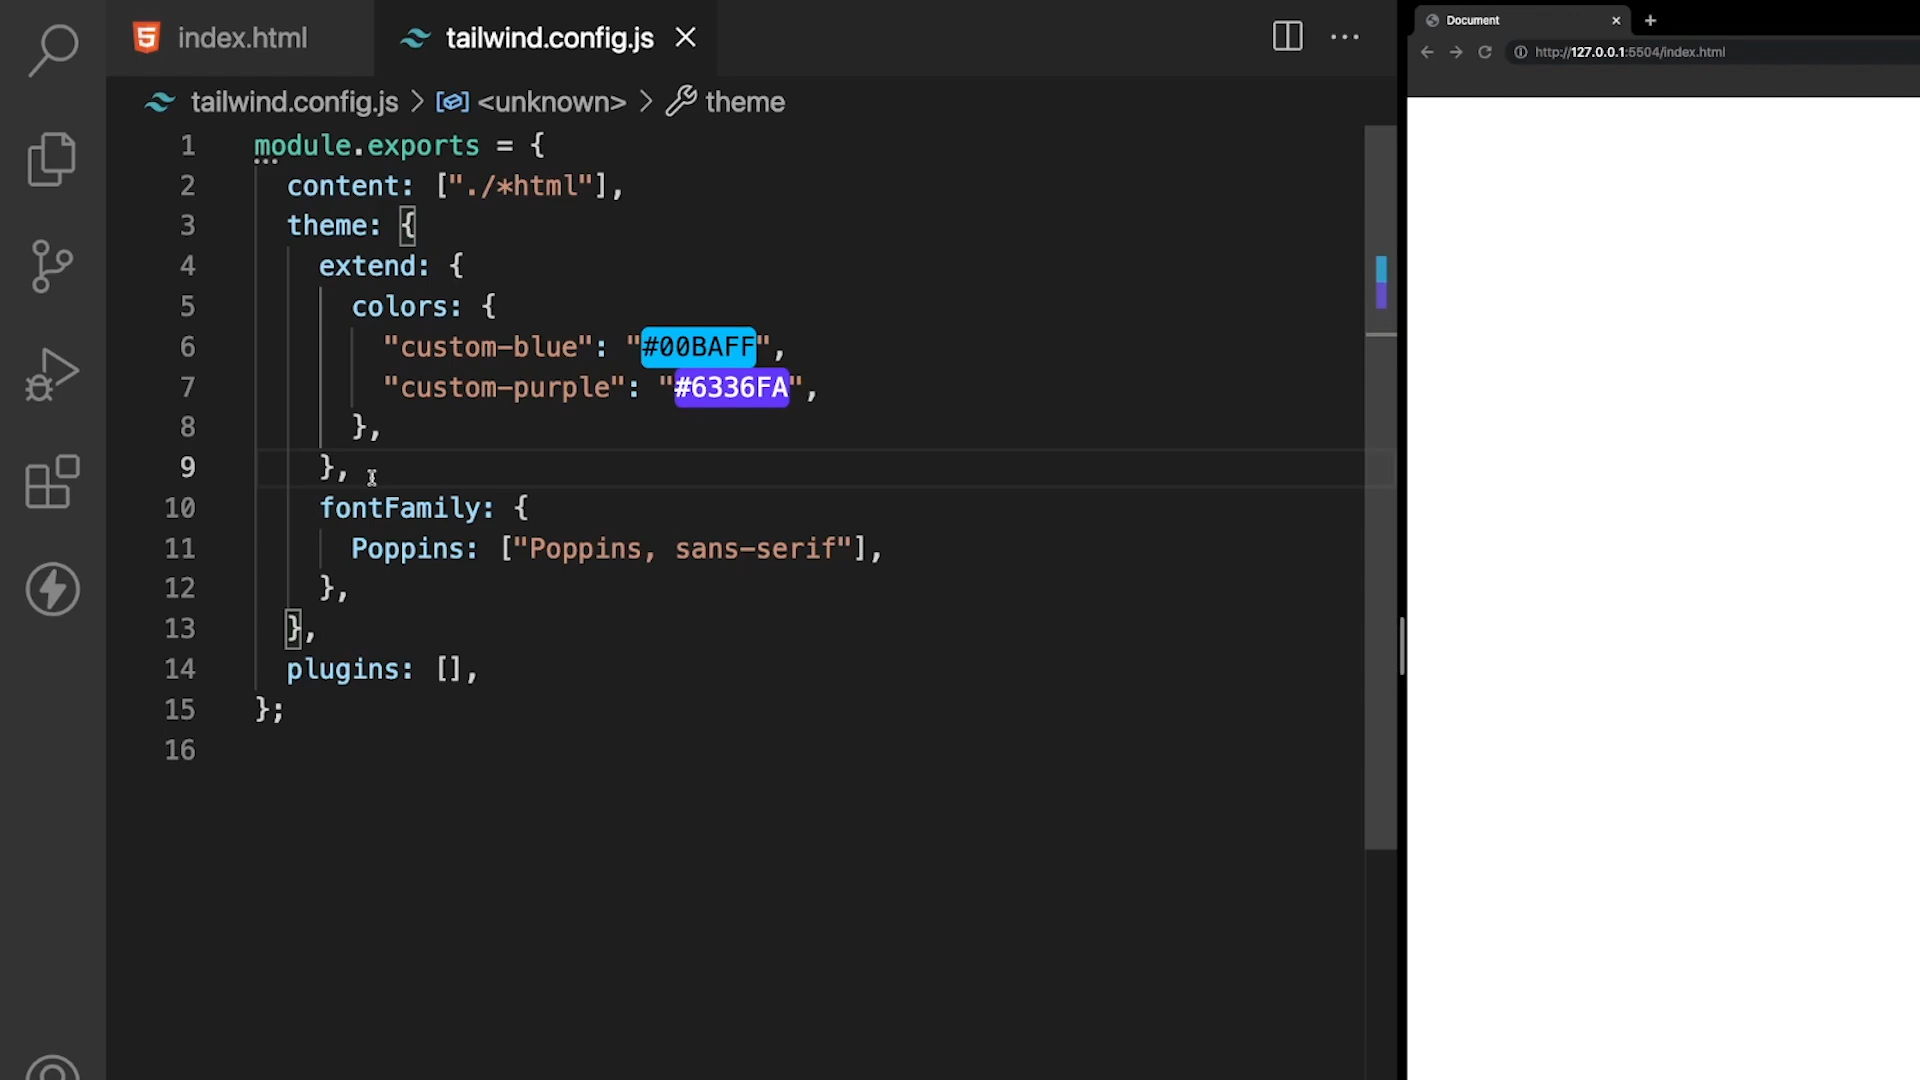 index.html
tailwind.config.js
Document
http://127.0.0.1:5504/index.html
tailwind.config.js > <unknown> > theme
1 module.exports = {
2 content: ["./*html"],
3 theme: {
4 extend: {
5 colors: {
6 "custom-blue": "#00BAFF",
7 "custom-purple": "#6336FA",
8 },
9 },
10 fontFamily: {
11 Poppins: ["Poppins, sans-serif"],
12 },
13 },
14 plugins: [],
15 };
16